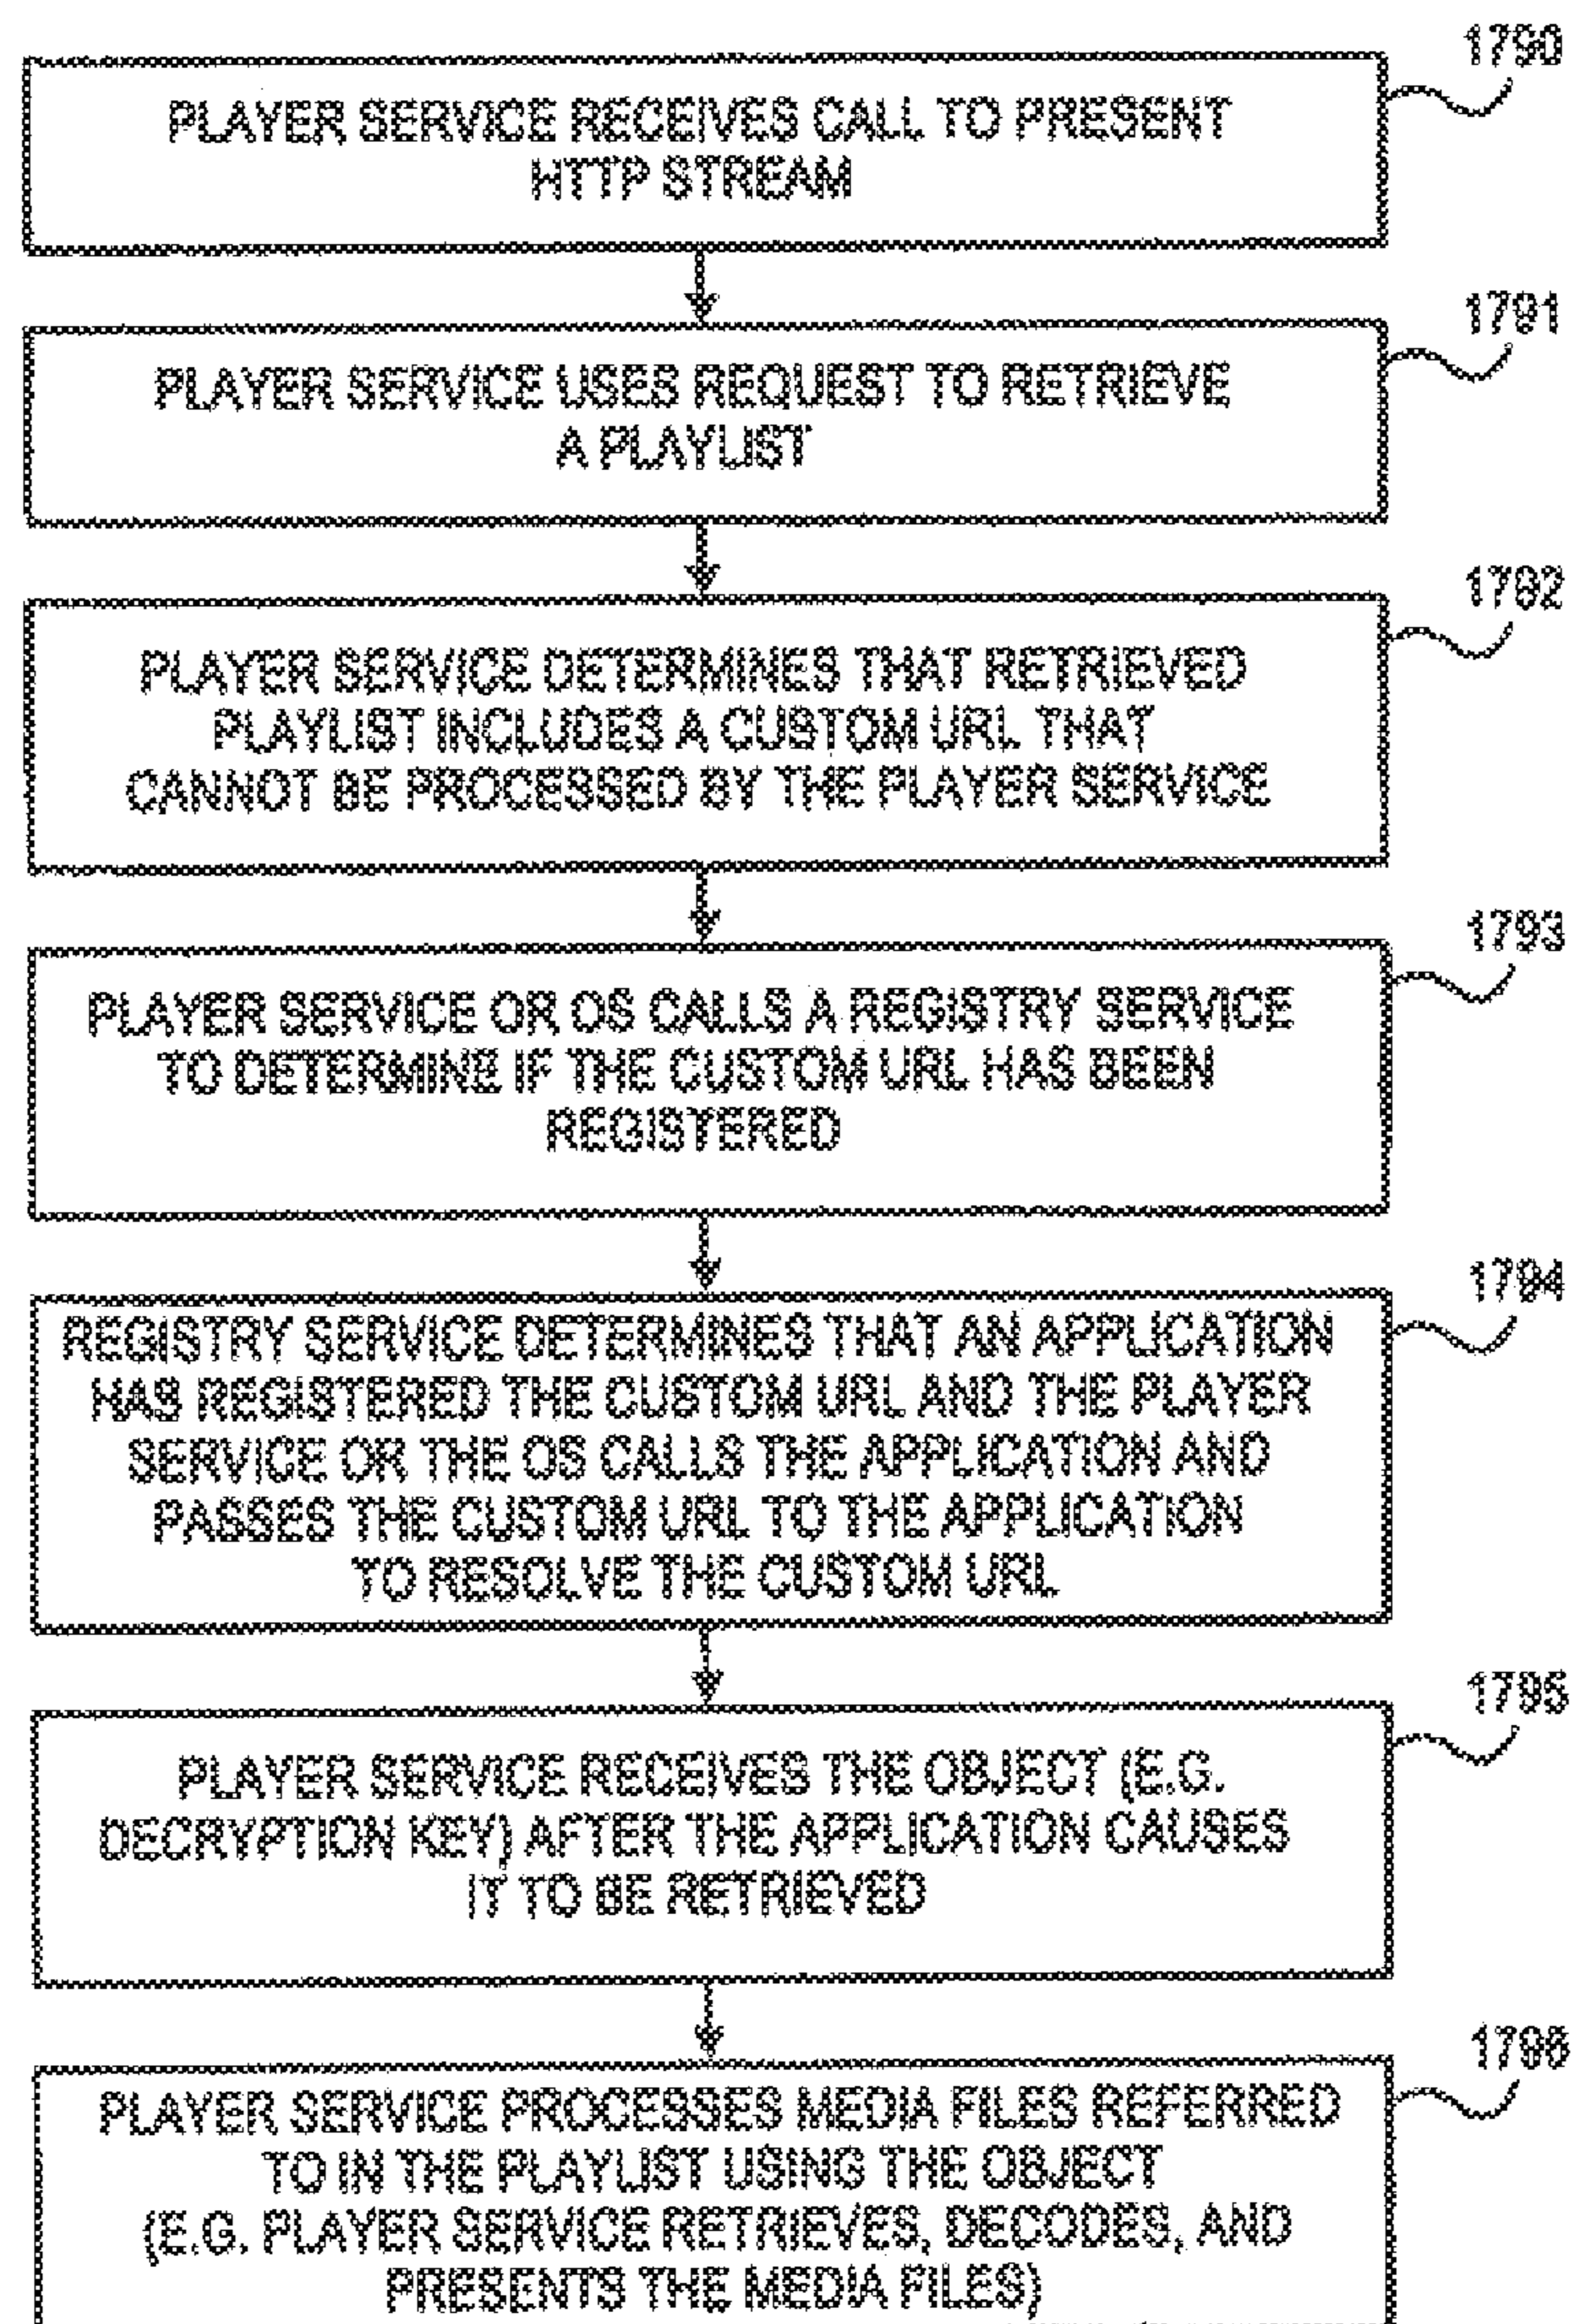 1790
PLAYER SERVICE RECEIVES CALL TO PRESENT
HTTP STREAM
1791
PLAYER SERVICE USES REQUEST TO RETRIEVE
A PLAYLIST
1792
PLAYER SERVICE DETERMINES THAT RETRIEVED
PLAYLIST INCLUDES A CUSTOM URL THAT
CANNOT BE PROCESSED BY THE PLAYER SERVICE
1793
PLAYER SERVICE OR OS CALLS A REGISTRY SERVICE
TO DETERMINE IF THE CUSTOM URL HAS BEEN
REGISTERED
1794
REGISTRY SERVICE DETERMINES THAT AN APPLICATION
HAS REGISTERED THE CUSTOM URL AND THE PLAYER
SERVICE OR THE OS CALLS THE APPLICATION AND
PASSES THE CUSTOM URL TO THE APPLICATION
TO RESOLVE THE CUSTOM URL
1795
PLAYER SERVICE RECEIVES THE OBJECT (E.G.
DECRYPTION KEY) AFTER THE APPLICATION CAUSES
IT TO BE RETRIEVED
1796
PLAYER SERVICE PROCESSES MEDIA FILES REFERRED
TO IN THE PLAYLIST USING THE OBJECT
(E.G. PLAYER SERVICE RETRIEVES, DECODES, AND
PRESENTS THE MEDIA FILES)